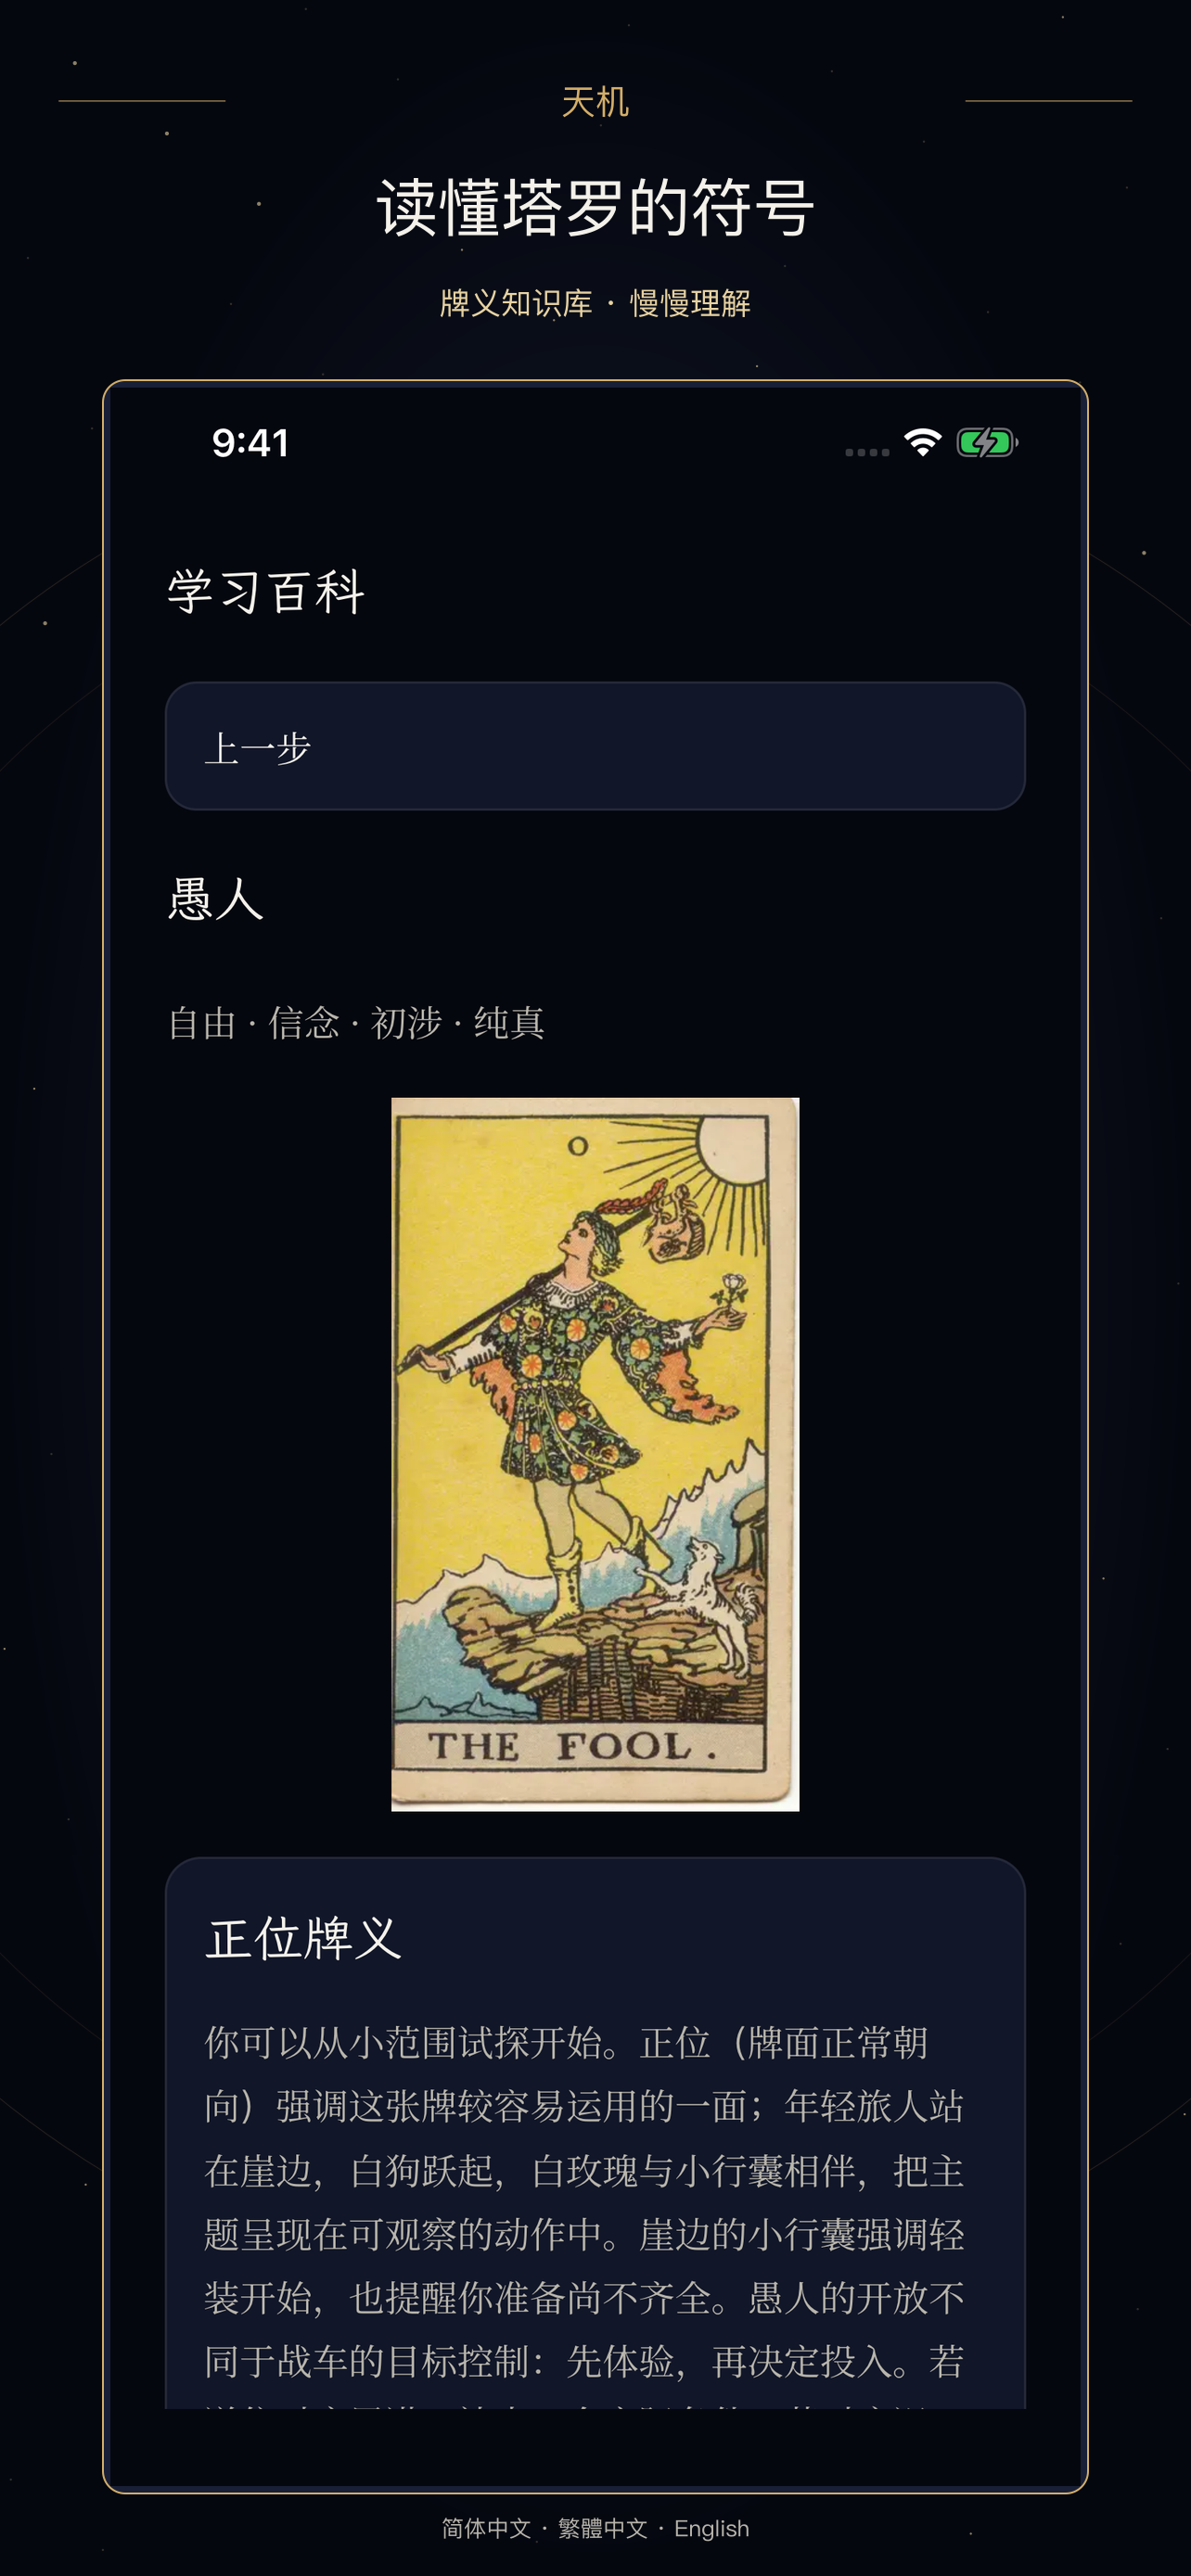 天机
读懂塔罗的符号
牌义知识库 · 慢慢理解
9:41
学习百科
上一步
愚人
自由 · 信念 · 初涉 · 纯真
0
THE FOOL.
正位牌义
你可以从小范围试探开始。正位（牌面正常朝
向）强调这张牌较容易运用的一面；年轻旅人站
在崖边，白狗跃起，白玫瑰与小行囊相伴，把主
题呈现在可观察的动作中。崖边的小行囊强调轻
装开始，也提醒你准备尚不齐全。愚人的开放不
同于战车的目标控制：先体验，再决定投入。若
简体中文 · 繁體中文 · English